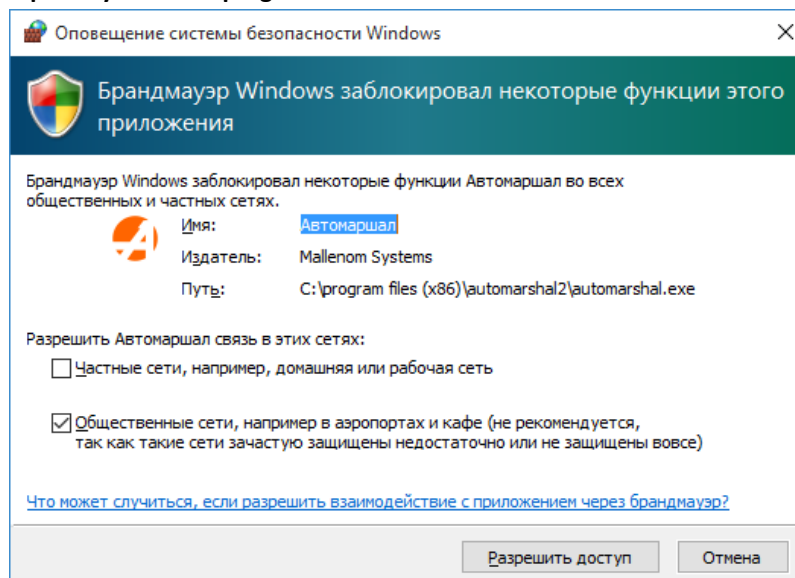 Оповещение системы безопасности Windows
Брандмауэр Windows заблокировал некоторые функции этого
приложения
Брандмауэр Windows заблокировал некоторые функции Автомаршал во всех
общественных и частных сетях.
Имя: Автомаршал
Издатель: Mallenom Systems
Путь: C:\program files (x86)\automarshal2\automarshal.exe
Разрешить Автомаршал связь в этих сетях:
Частные сети, например, домашняя или рабочая сеть
Общественные сети, например в аэропортах и кафе (не рекомендуется,
так как такие сети зачастую защищены недостаточно или не защищены вовсе)
Что может случиться, если разрешить взаимодействие с приложением через брандмауэр?
Разрешить доступ Отмена